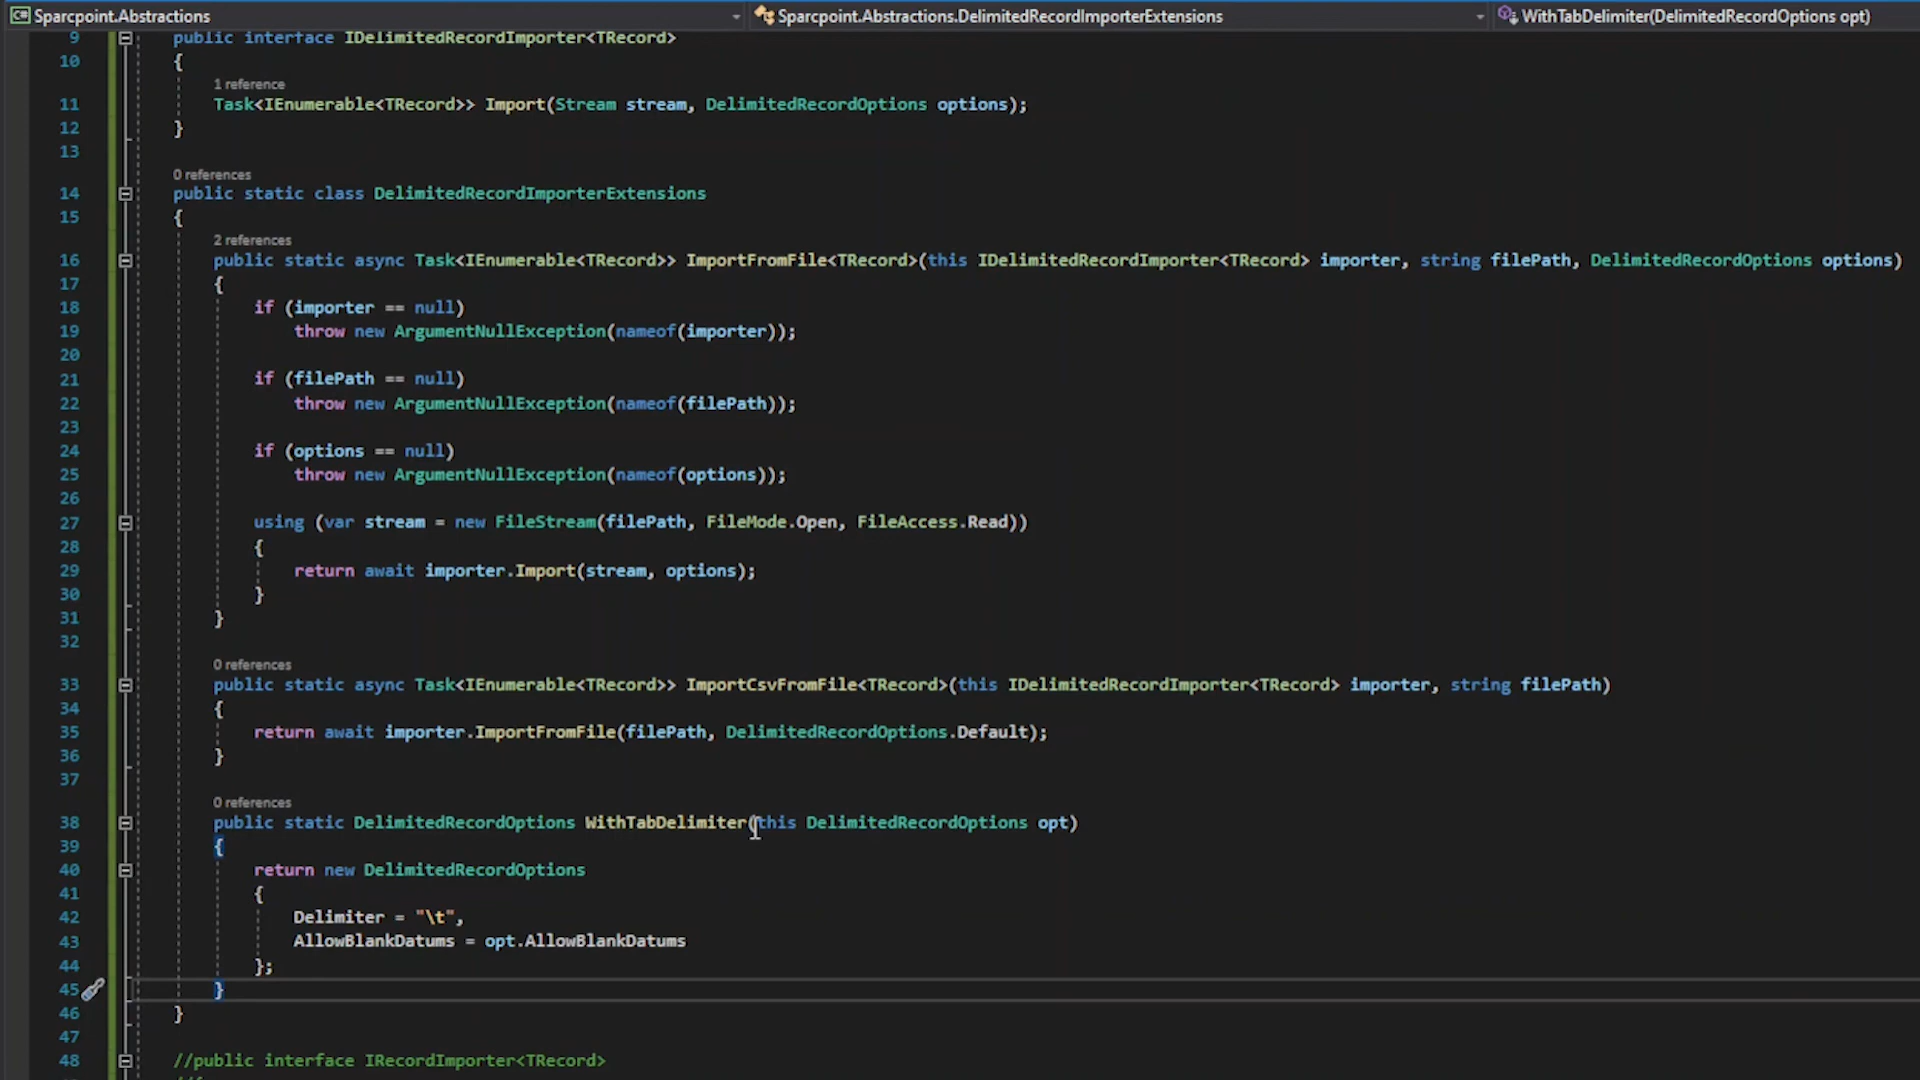 Sparcpoint.Abstractions Sparcpoint.Abstractions.DelimitedRecordImporterExtensions WithTabDelimiter(DelimitedRecordOptions opt)
9 public interface IDelimitedRecordImporter<TRecord>
10 {
1 reference
11 Task<IEnumerable<TRecord>> Import(Stream stream, DelimitedRecordOptions options);
12 }
13
0 references
14 public static class DelimitedRecordImporterExtensions
15 {
2 references
16 public static async Task<IEnumerable<TRecord>> ImportFromFile<TRecord>(this IDelimitedRecordImporter<TRecord> importer, string filePath, DelimitedRecordOptions options)
17 {
18 if (importer == null)
19 throw new ArgumentNullException(nameof(importer));
20
21 if (filePath == null)
22 throw new ArgumentNullException(nameof(filePath));
23
24 if (options == null)
25 throw new ArgumentNullException(nameof(options));
26
27 using (var stream = new FileStream(filePath, FileMode.Open, FileAccess.Read))
28 {
29 return await importer.Import(stream, options);
30 }
31 }
32
0 references
33 public static async Task<IEnumerable<TRecord>> ImportCsvFromFile<TRecord>(this IDelimitedRecordImporter<TRecord> importer, string filePath)
34 {
35 return await importer.ImportFromFile(filePath, DelimitedRecordOptions.Default);
36 }
37
0 references
38 public static DelimitedRecordOptions WithTabDelimiter(this DelimitedRecordOptions opt)
39 {
40 return new DelimitedRecordOptions
41 {
42 Delimiter = "\t",
43 AllowBlankDatums = opt.AllowBlankDatums
44 };
45 }
46 }
47
48 //public interface IRecordImporter<TRecord>